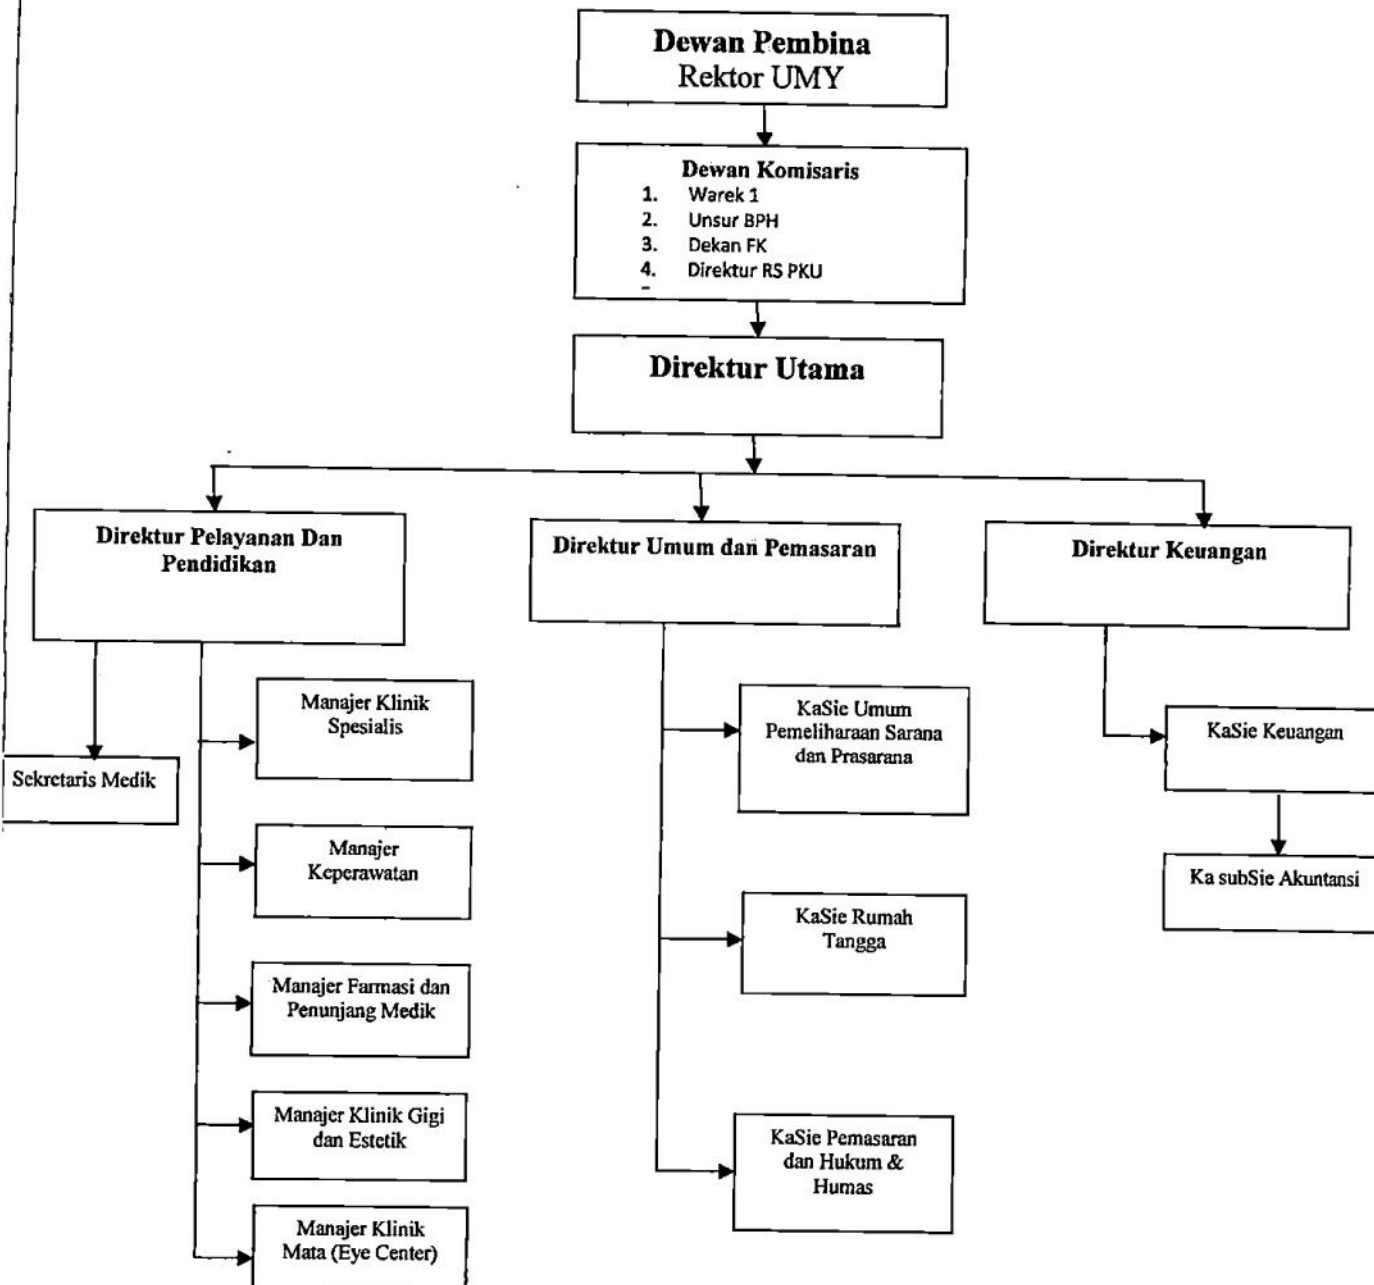 Dewan Pembina
Rektor UMY
Dewan Komisaris
1. Warek 1
2. Unsur BPH
3. Dekan FK
4. Direktur RS PKU
Direktur Utama
Direktur Pelayanan Dan
Pendidikan
Direktur Umum dan Pemasaran
Direktur Keuangan
Sekretaris Medik
Manajer Klinik
Spesialis
Manajer
Keperawatan
Manajer Farmasi dan
Penunjang Medik
Manajer Klinik Gigi
dan Estetik
Manajer Klinik
Mata (Eye Center)
KaSie Umum
Pemeliharaan Sarana
dan Prasarana
KaSie Rumah
Tangga
KaSie Pemasaran
dan Hukum &
Humas
KaSie Keuangan
Ka subSie Akuntansi